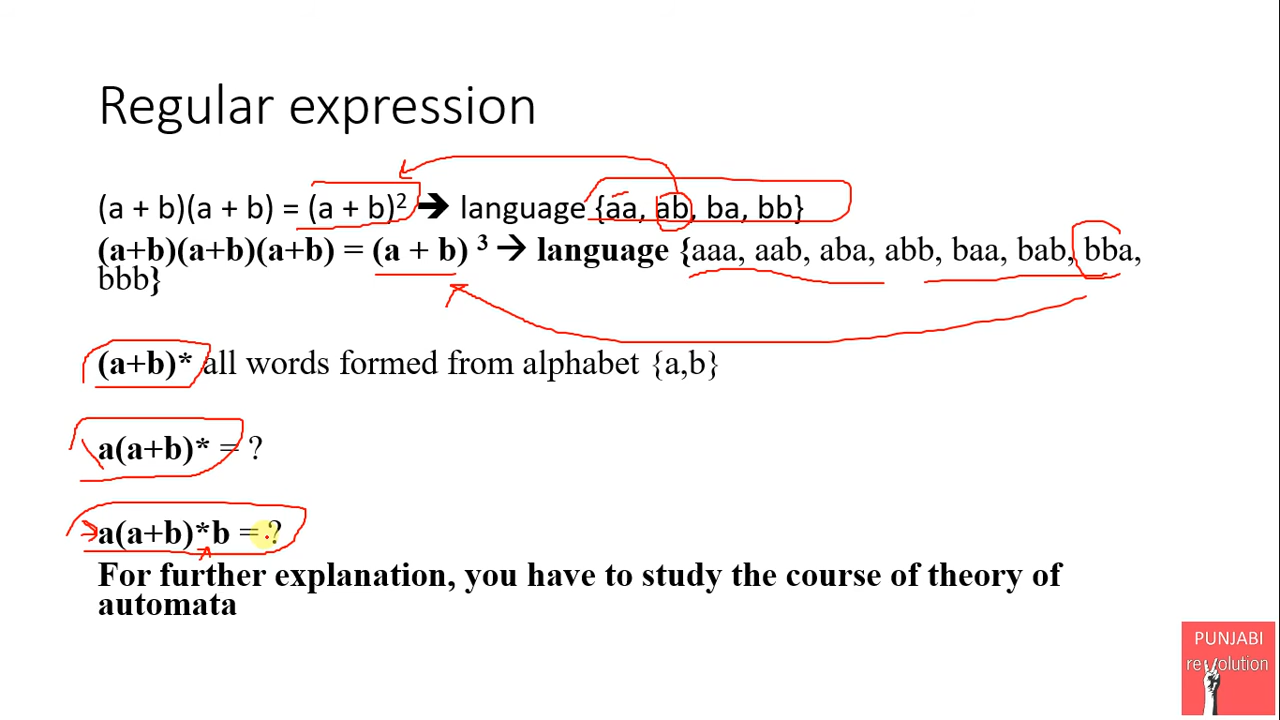 Regular expression
(a + b)(a + b) = (a + b)² 🡺 language {aa, ab, ba, bb}
(a+b)(a+b)(a+b) = (a + b) ³ → language {aaa, aab, aba, abb, baa, bab, bba,
bbb}
(a+b)* all words formed from alphabet {a,b}
a(a+b)* = ?
a(a+b)*b = ?
For further explanation, you have to study the course of theory of
automata
PUNJABI
revolution